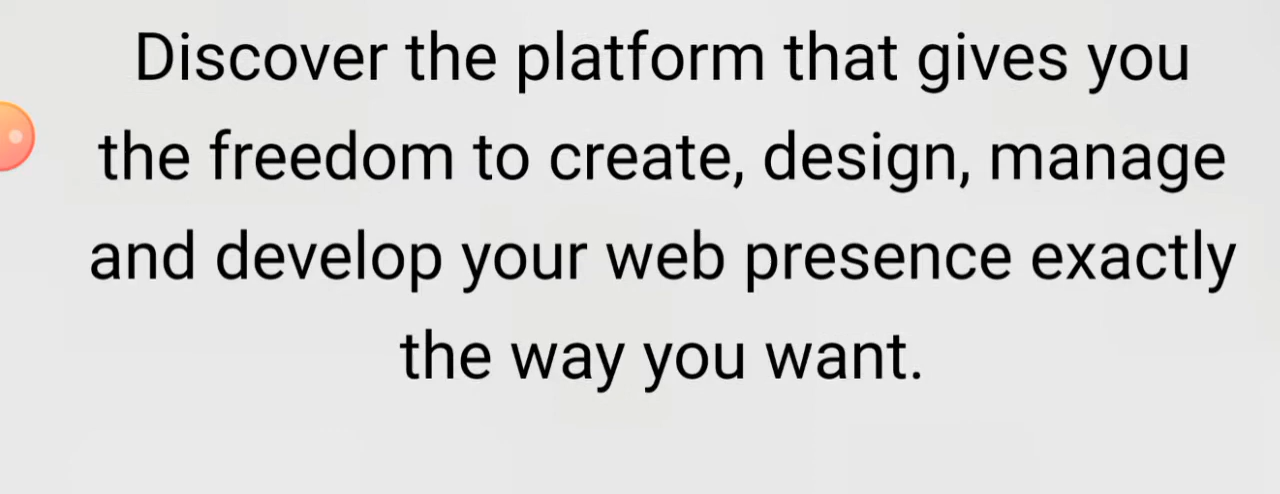 Discover the platform that gives you
the freedom to create, design, manage
and develop your web presence exactly
the way you want.